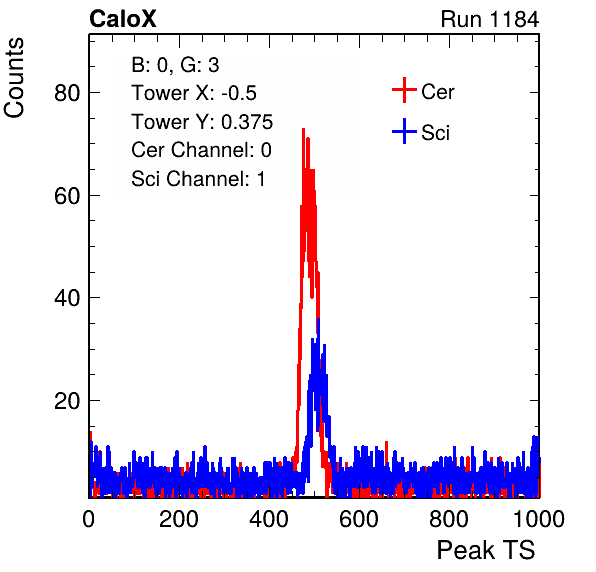 CaloX Run 1184
Counts
B: 0, G: 3
Tower X: -0.5
Tower Y: 0.375
Cer Channel: 0
Sci Channel: 1
Cer
Sci
80
60
40
20
0 200 400 600 800 1000
Peak TS